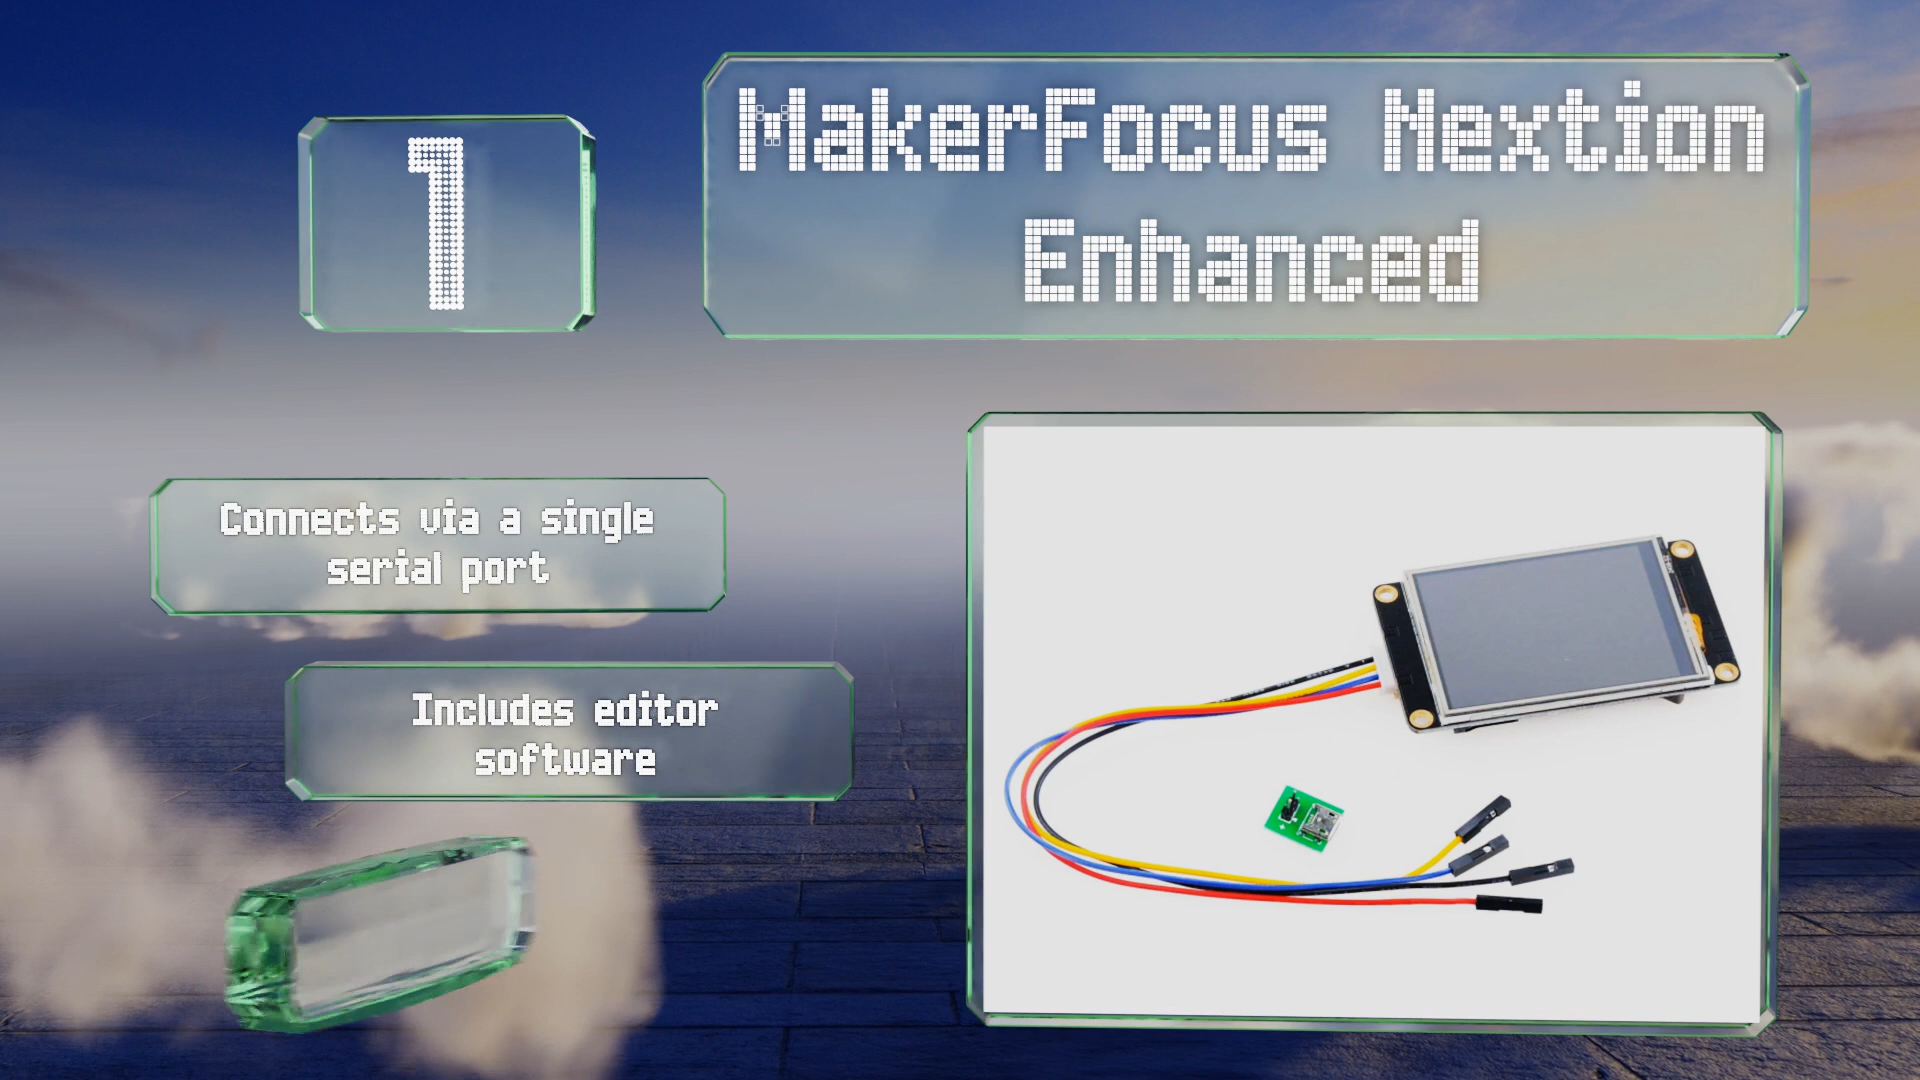 1
MakerFocus Nextion
Enhanced
Connects via a single
serial port
Includes editor
software